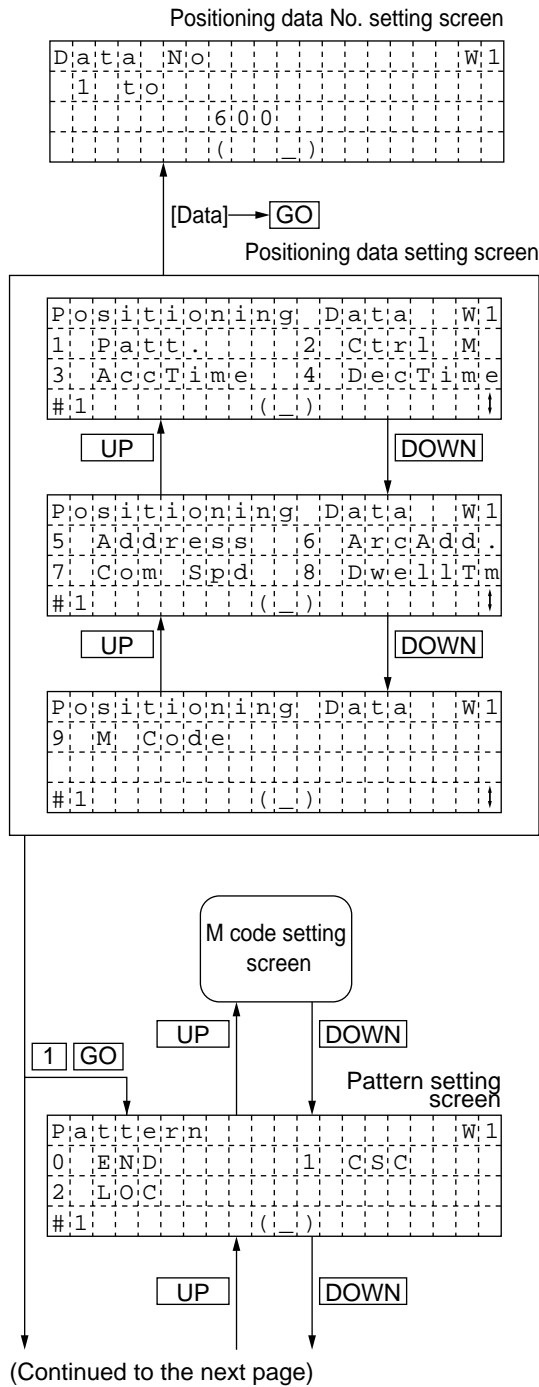 Positioning data No. setting screen
Data No W1
1 to
600
( _ )
[Data] GO
Positioning data setting screen
Positioning Data W1
1 Patt. 2 Ctrl M
3 AccTime 4 DecTime
#1 ( _ )
UP DOWN
Positioning Data W1
5 Address 6 ArcAdd.
7 Com Spd 8 DwellTm
#1 ( _ )
UP DOWN
Positioning Data W1
9 M Code
#1 ( _ )
M code setting
screen
UP DOWN
1 GO
Pattern setting
screen
Pattern W1
0 END 1 CSC
2 LOC
#1 ( _ )
UP DOWN
(Continued to the next page)